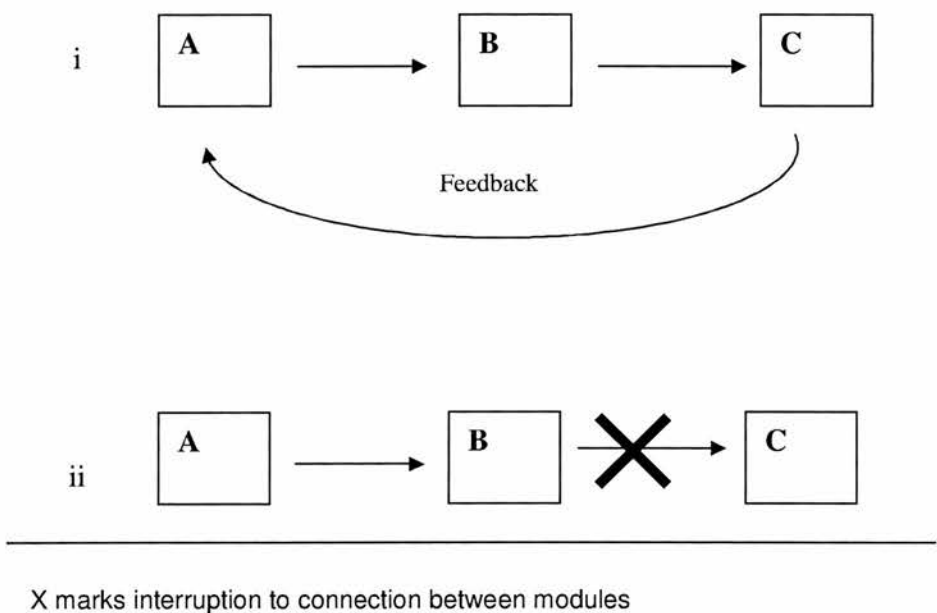 i A B C
Feedback
ii A B C
X marks interruption to connection between modules